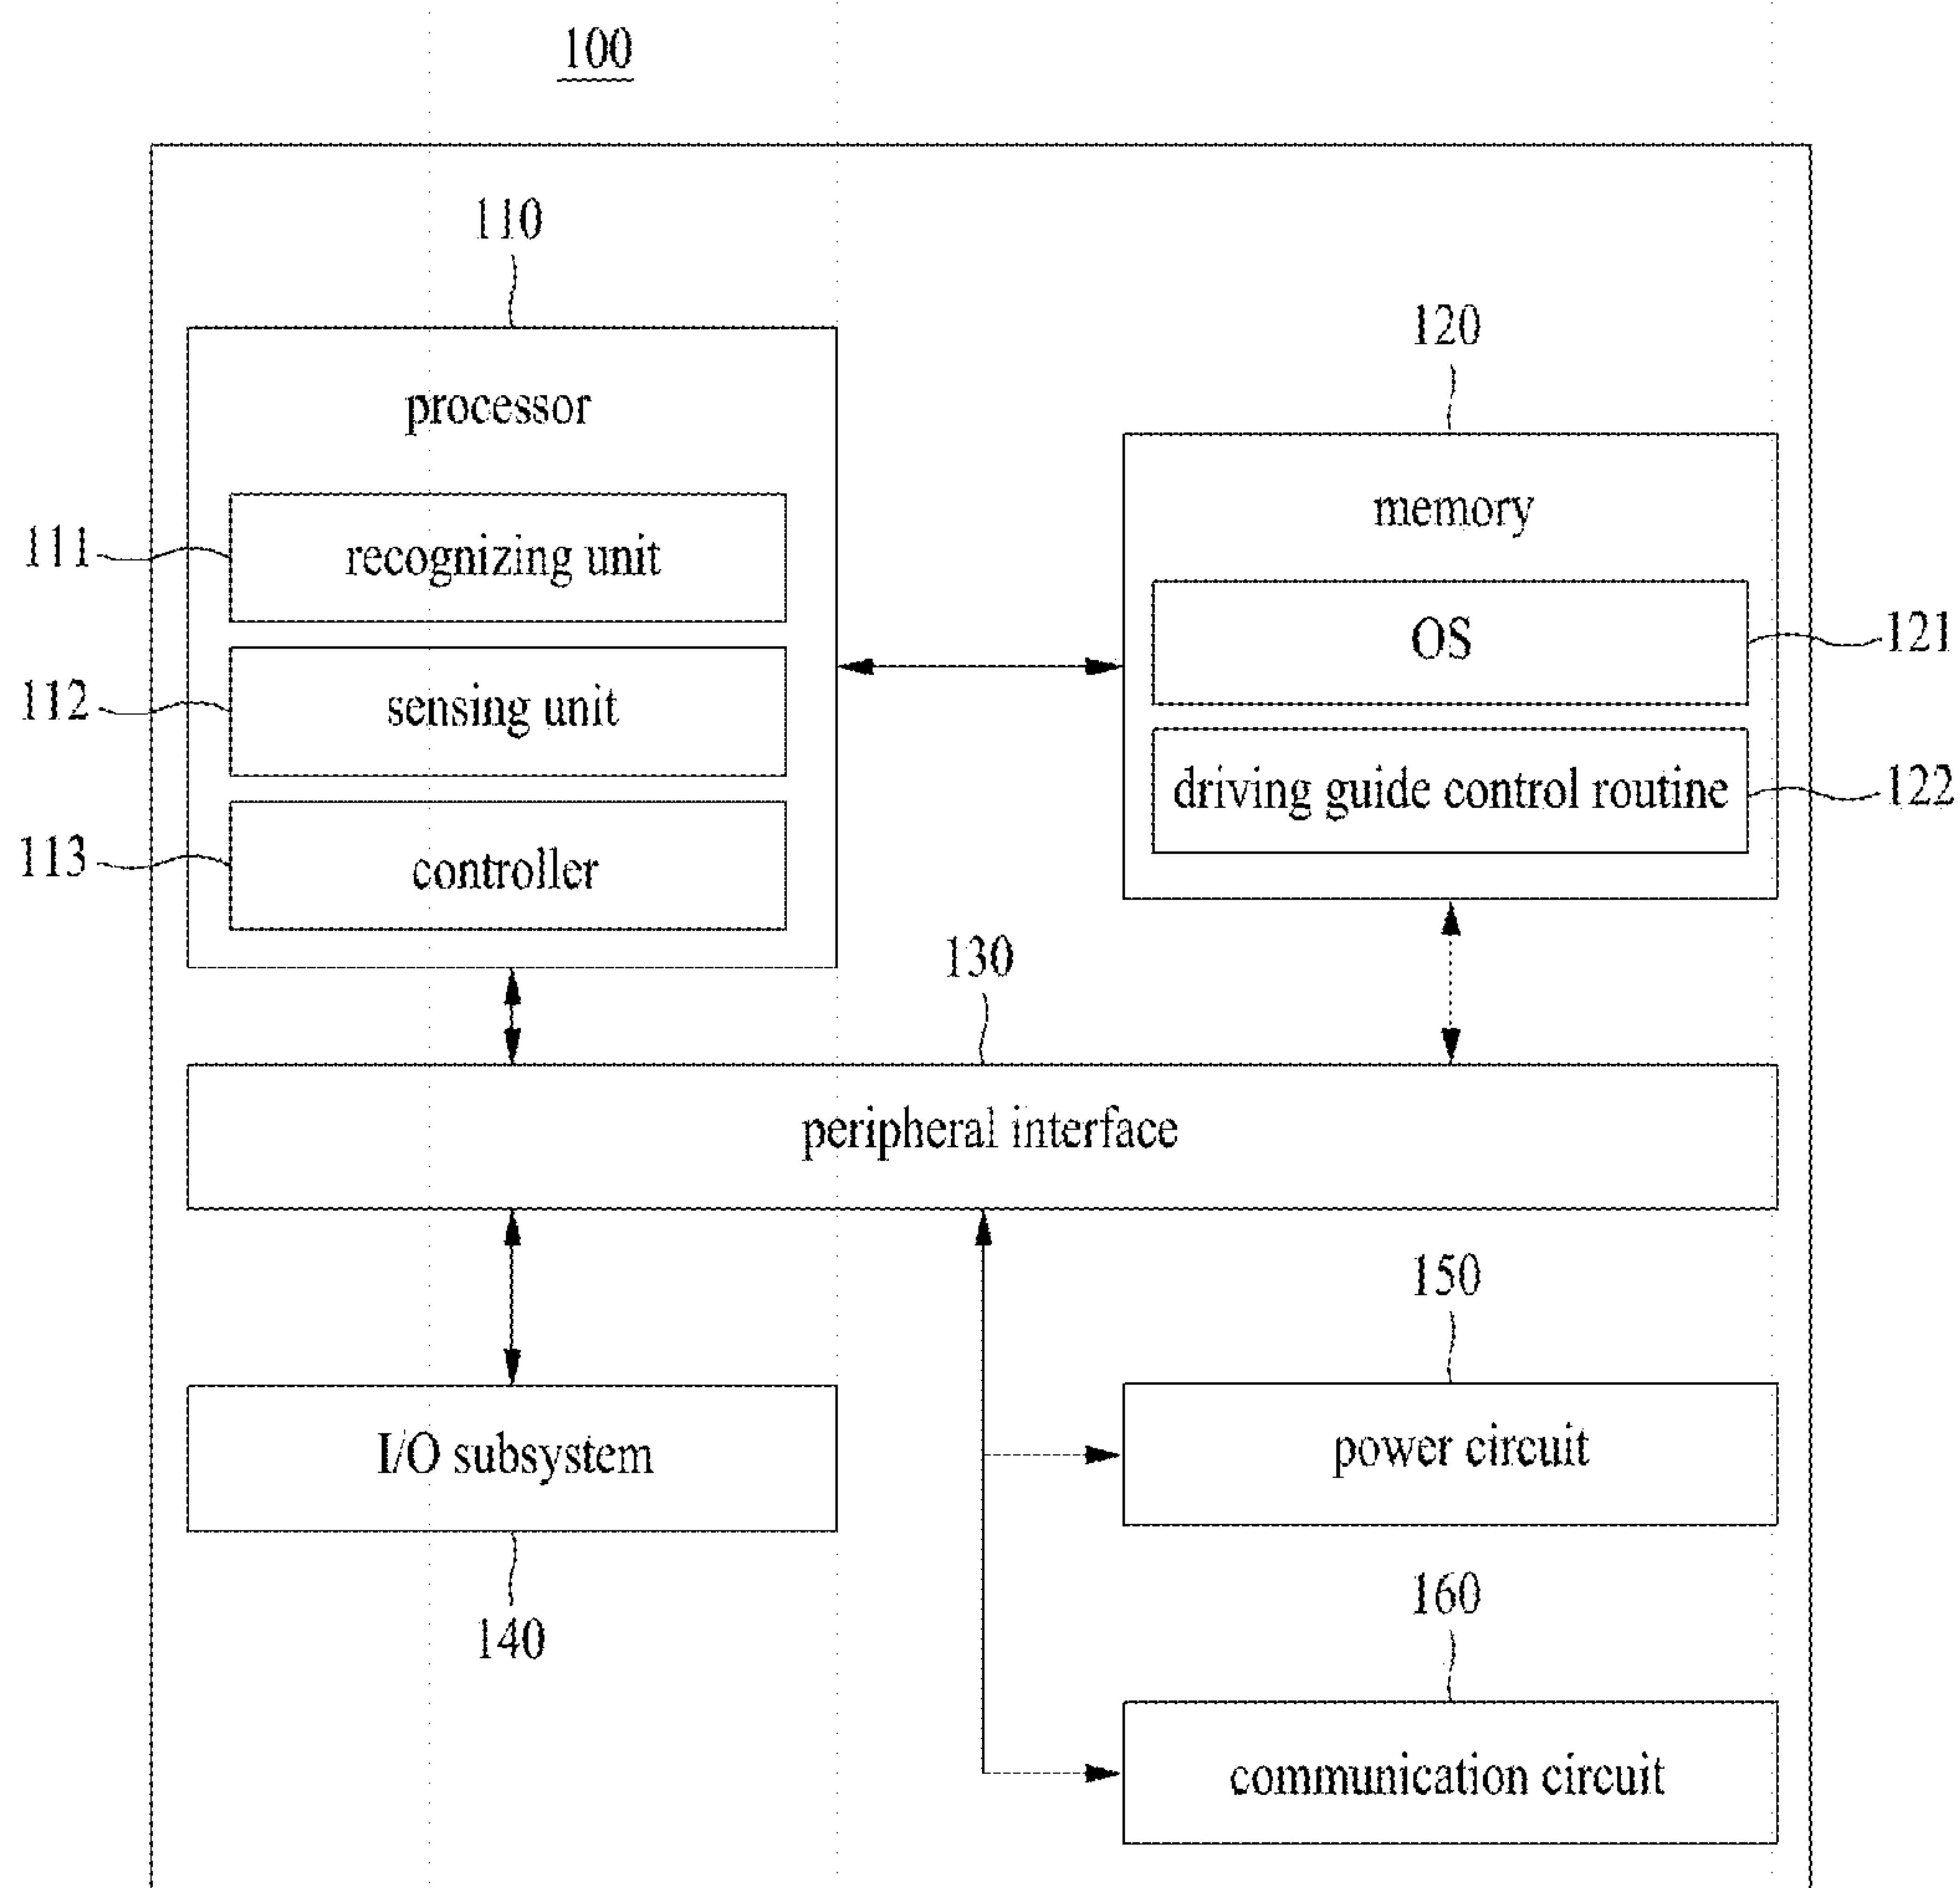 100
110
processor
120
memory
111
recognizing unit
OS
121
112
sensing unit
driving guide control routine
122
113
controller
130
peripheral interface
150
power circuit
I/O subsystem
140
160
communication circuit